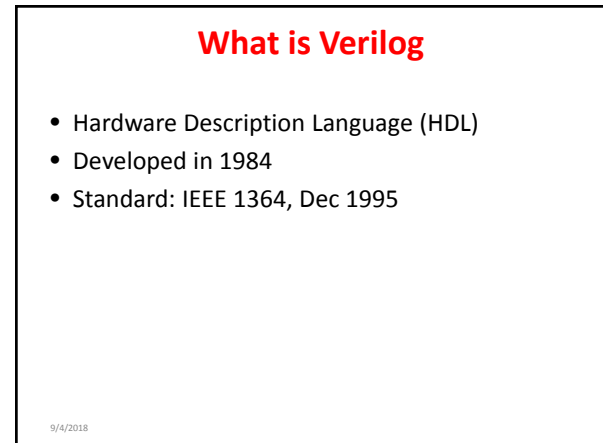 What is Verilog
• Hardware Description Language (HDL)
• Developed in 1984
• Standard: IEEE 1364, Dec 1995
9/4/2018